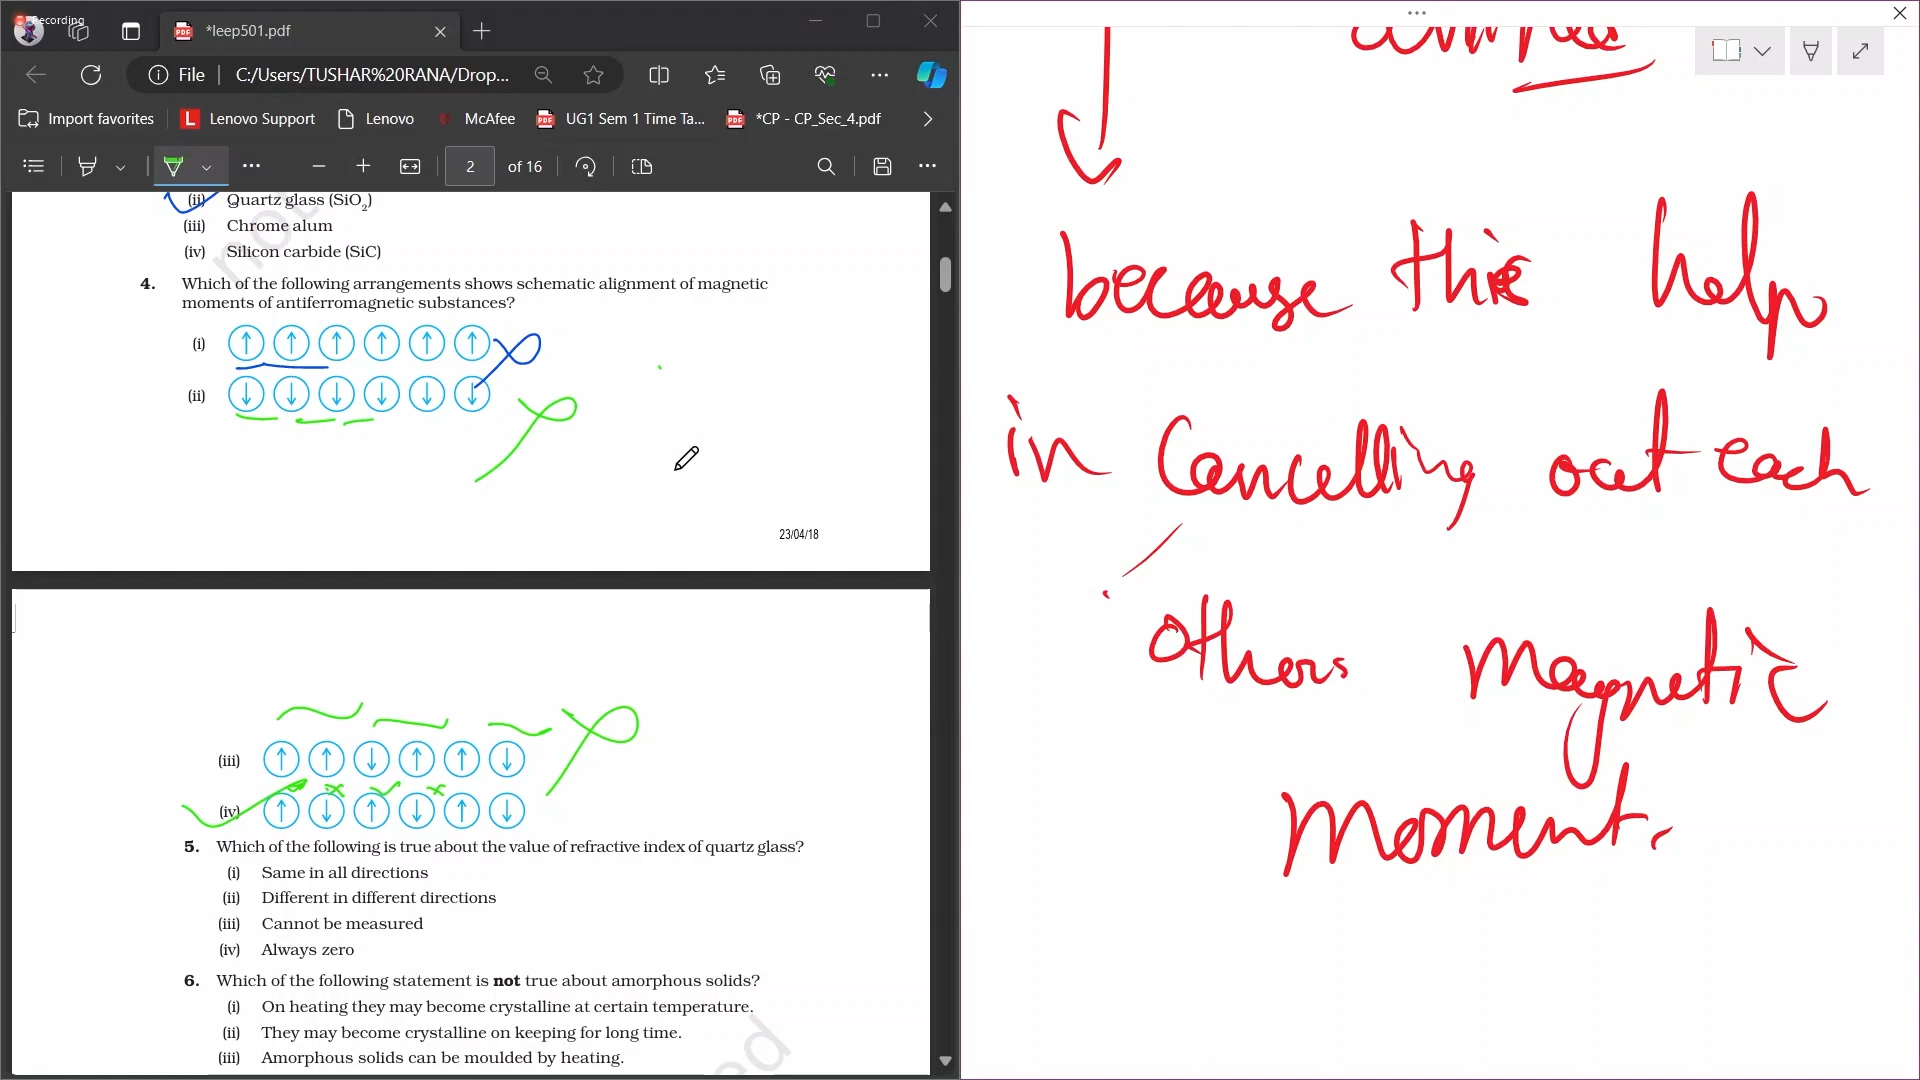 Recording
*leep501.pdf
File
C:/Users/TUSHAR%20RANA/Drop...
Import favorites
Lenovo Support
Lenovo
McAfee
UG1 Sem 1 Time Ta...
*CP - CP_Sec_4.pdf
2 of 16
(ii) Quartz glass (SiO2)
(iii) Chrome alum
(iv) Silicon carbide (SiC)
4. Which of the following arrangements shows schematic alignment of magnetic
moments of antiferromagnetic substances?
(i) ↑ ↑ ↑ ↑ ↑ ↑
(ii) ↓ ↓ ↓ ↓ ↓ ↓
23/04/18
(iii) ↑ ↑ ↓ ↑ ↑ ↓
(iv) ↑ ↓ ↑ ↓ ↑ ↓
5. Which of the following is true about the value of refractive index of quartz glass?
(i) Same in all directions
(ii) Different in different directions
(iii) Cannot be measured
(iv) Always zero
6. Which of the following statement is not true about amorphous solids?
(i) On heating they may become crystalline at certain temperature.
(ii) They may become crystalline on keeping for long time.
(iii) Amorphous solids can be moulded by heating.
because this help
in Cancelling out each
others magnetic
moment.